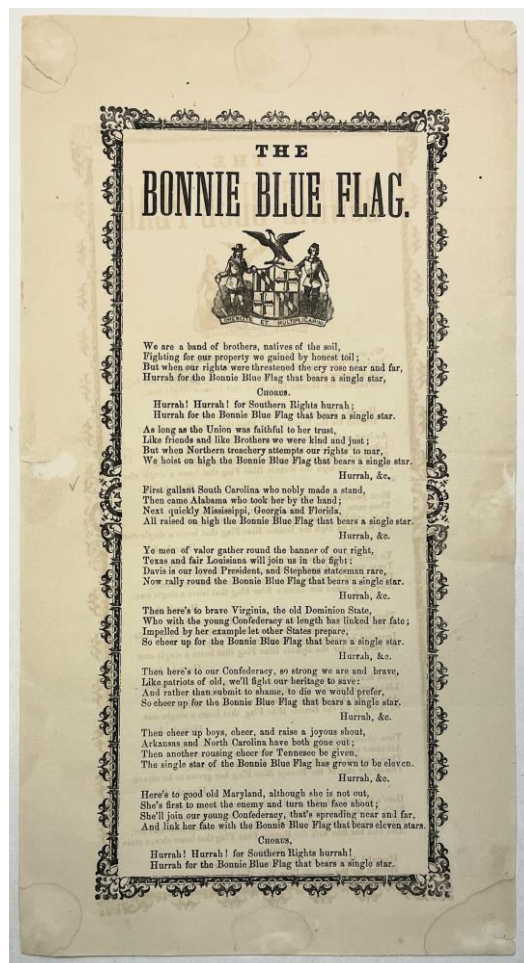 THE
BONNIE BLUE FLAG.
CRESCITE ET MULTIPLICAMINI
We are a band of brothers, natives of the soil,
Fighting for our property we gained by honest toil;
But when our rights were threatened the cry rose near and far,
Hurrah for the Bonnie Blue Flag that bears a single star,
CHORUS.
Hurrah! Hurrah! for Southern Rights hurrah;
Hurrah for the Bonnie Blue Flag that bears a single star.
As long as the Union was faithful to her trust,
Like friends and like Brothers we were kind and just;
But when Northern treachery attempts our rights to mar,
We hoist on high the Bonnie Blue Flag that bears a single star.
Hurrah, &c.
First gallant South Carolina who nobly made a stand,
Then came Alabama who took her by the hand;
Next quickly Mississippi, Georgia and Florida,
All raised on high the Bonnie Blue Flag that bears a single star.
Hurrah, &c.
Ye men of valor gather round the banner of our right,
Texas and fair Louisiana will join us in the fight;
Davis is our loved President, and Stephens statesman rare,
Now rally round the Bonnie Blue Flag that bears a single star.
Hurrah, &c.
Then here's to brave Virginia, the old Dominion State,
Who with the young Confederacy at length has linked her fate;
Impelled by her example let other States prepare,
So cheer up for the Bonnie Blue Flag that bears a single star.
Hurrah, &c.
Then here's to our Confederacy, so strong we are and brave,
Like patriots of old, we'll fight our heritage to save:
And rather than submit to shame, to die we would prefer,
So cheer up for the Bonnie Blue Flag that bears a single star.
Hurrah, &c.
Then cheer up boys, cheer, and raise a joyous shout,
Arkansas and North Carolina have both gone out;
Then another rousing cheer for Tennesee be given,
The single star of the Bonnie Blue Flag has grown to be eleven.
Hurrah, &c.
Here's to good old Maryland, although she is not out,
She's first to meet the enemy and turn them face about;
She'll join our young Confederacy, that's spreading near and far,
And link her fate with the Bonnie Blue Flag that bears eleven stars.
CHORUS,
Hurrah! Hurrah! for Southern Rights hurrah!
Hurrah for the Bonnie Blue Flag that bears a single star.